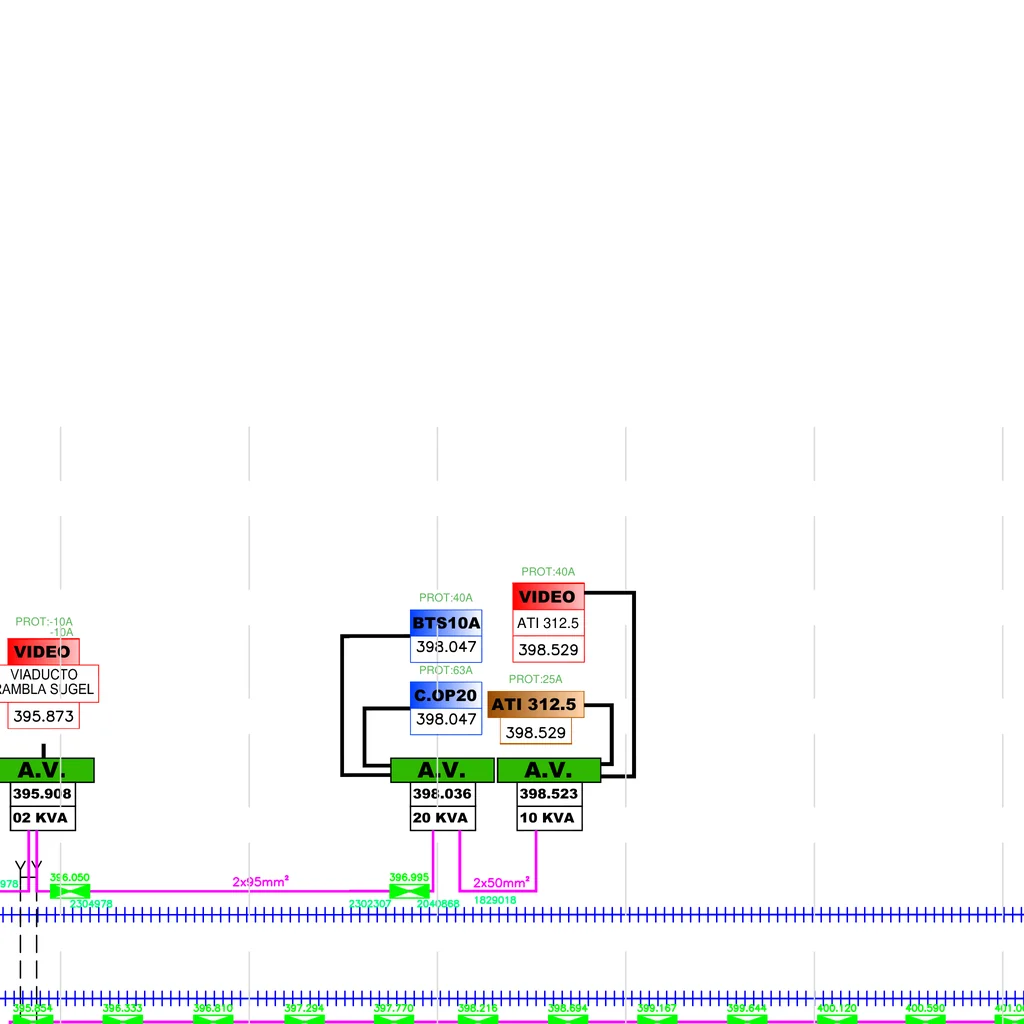 PROT:40A
VIDEO
ATI 312.5
398.529
PROT:40A
BTS10A
398.047
PROT:63A
C.OP20
398.047
PROT:25A
ATI 312.5
398.529
PROT:-10A
-10A
VIDEO
VIADUCTO
RAMBLA SUGEL
395.873
A.V.
395.908
02 KVA
A.V.
398.036
20 KVA
A.V.
398.523
10 KVA
Y Y
978
396.050
2304978
2x95mm²
396.995
2302307
2040868
2x50mm²
1829018
395.854
396.333
396.810
397.294
397.770
398.216
398.694
399.167
399.644
400.120
400.590